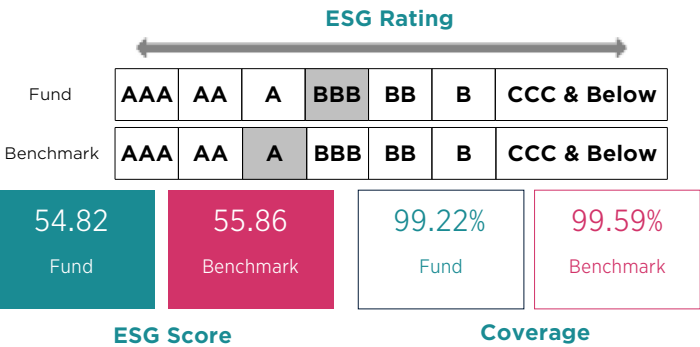 ESG Rating
Fund AAA AA A BBB BB B CCC & Below
Benchmark AAA AA A BBB BB B CCC & Below
54.82 55.86 99.22% 99.59%
Fund Benchmark Fund Benchmark
ESG Score Coverage